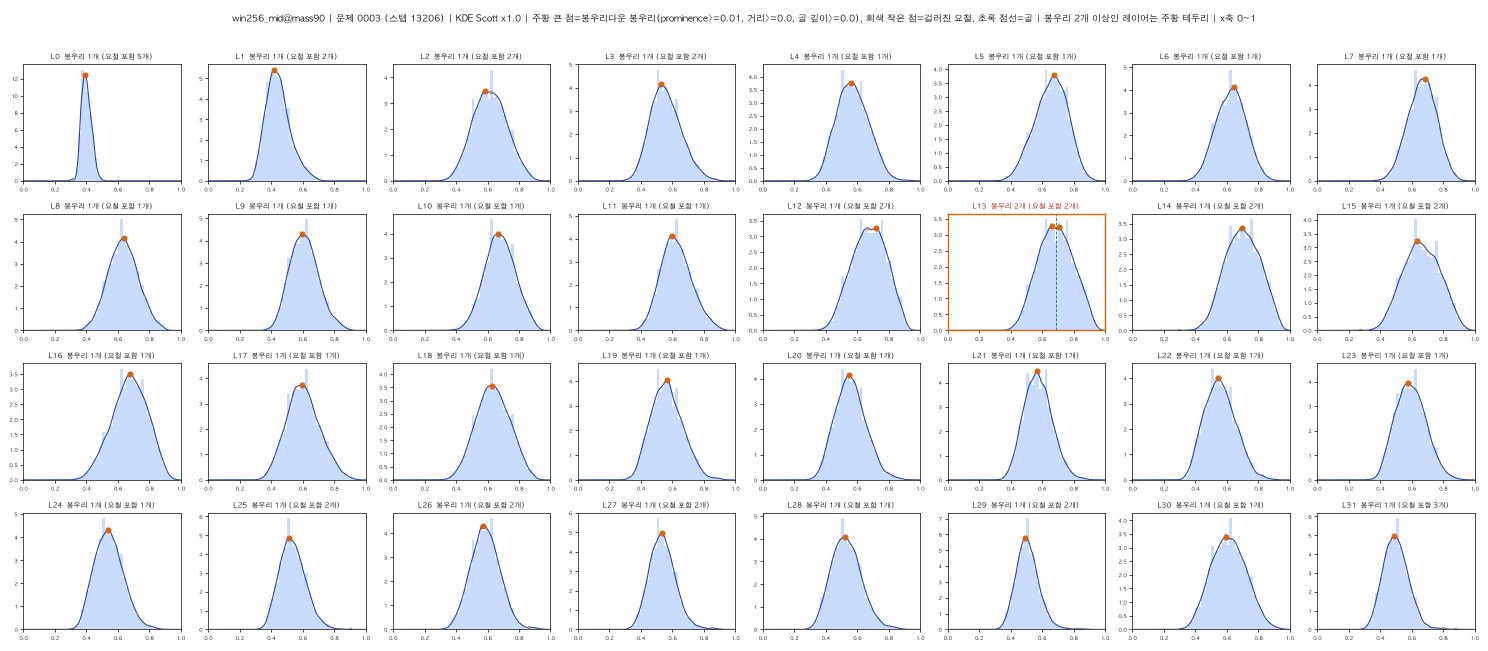 win256_mid@mass90 | 문제 0003 (스텝 13206) | KDE Scott x1.0 | 주황 큰 점=봉우리다운 봉우리(prominence>=0.01, 거리>=0.0, 골 깊이>=0.0), 회색 작은 점=걸러진 요철, 초록 점선=골 | 봉우리 2개 이상인 레이어는 주황 테두리 | x축 0~1
L0 봉우리 1개 (요철 포함 5개)
L1 봉우리 1개 (요철 포함 2개)
L2 봉우리 1개 (요철 포함 2개)
L3 봉우리 1개 (요철 포함 2개)
L4 봉우리 1개 (요철 포함 1개)
L5 봉우리 1개 (요철 포함 1개)
L6 봉우리 1개 (요철 포함 1개)
L7 봉우리 1개 (요철 포함 1개)
L8 봉우리 1개 (요철 포함 1개)
L9 봉우리 1개 (요철 포함 1개)
L10 봉우리 1개 (요철 포함 1개)
L11 봉우리 1개 (요철 포함 1개)
L12 봉우리 1개 (요철 포함 2개)
L13 봉우리 2개 (요철 포함 2개)
L14 봉우리 1개 (요철 포함 2개)
L15 봉우리 1개 (요철 포함 2개)
L16 봉우리 1개 (요철 포함 1개)
L17 봉우리 1개 (요철 포함 1개)
L18 봉우리 1개 (요철 포함 1개)
L19 봉우리 1개 (요철 포함 1개)
L20 봉우리 1개 (요철 포함 1개)
L21 봉우리 1개 (요철 포함 1개)
L22 봉우리 1개 (요철 포함 1개)
L23 봉우리 1개 (요철 포함 1개)
L24 봉우리 1개 (요철 포함 1개)
L25 봉우리 1개 (요철 포함 2개)
L26 봉우리 1개 (요철 포함 2개)
L27 봉우리 1개 (요철 포함 2개)
L28 봉우리 1개 (요철 포함 1개)
L29 봉우리 1개 (요철 포함 2개)
L30 봉우리 1개 (요철 포함 1개)
L31 봉우리 1개 (요철 포함 3개)